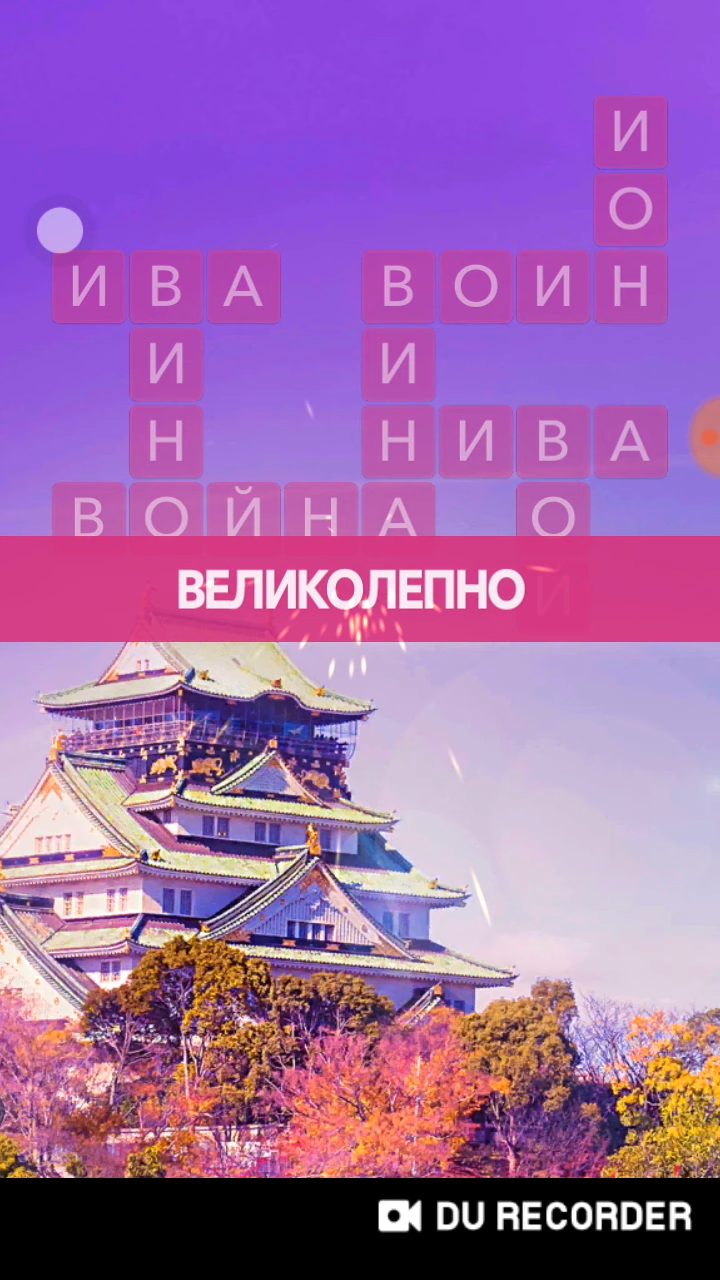 И
О
ИВА ВОИН
И И
Н НИВА
ВОЙНА О
ВЕЛИКОЛЕПНО
И
DU RECORDER